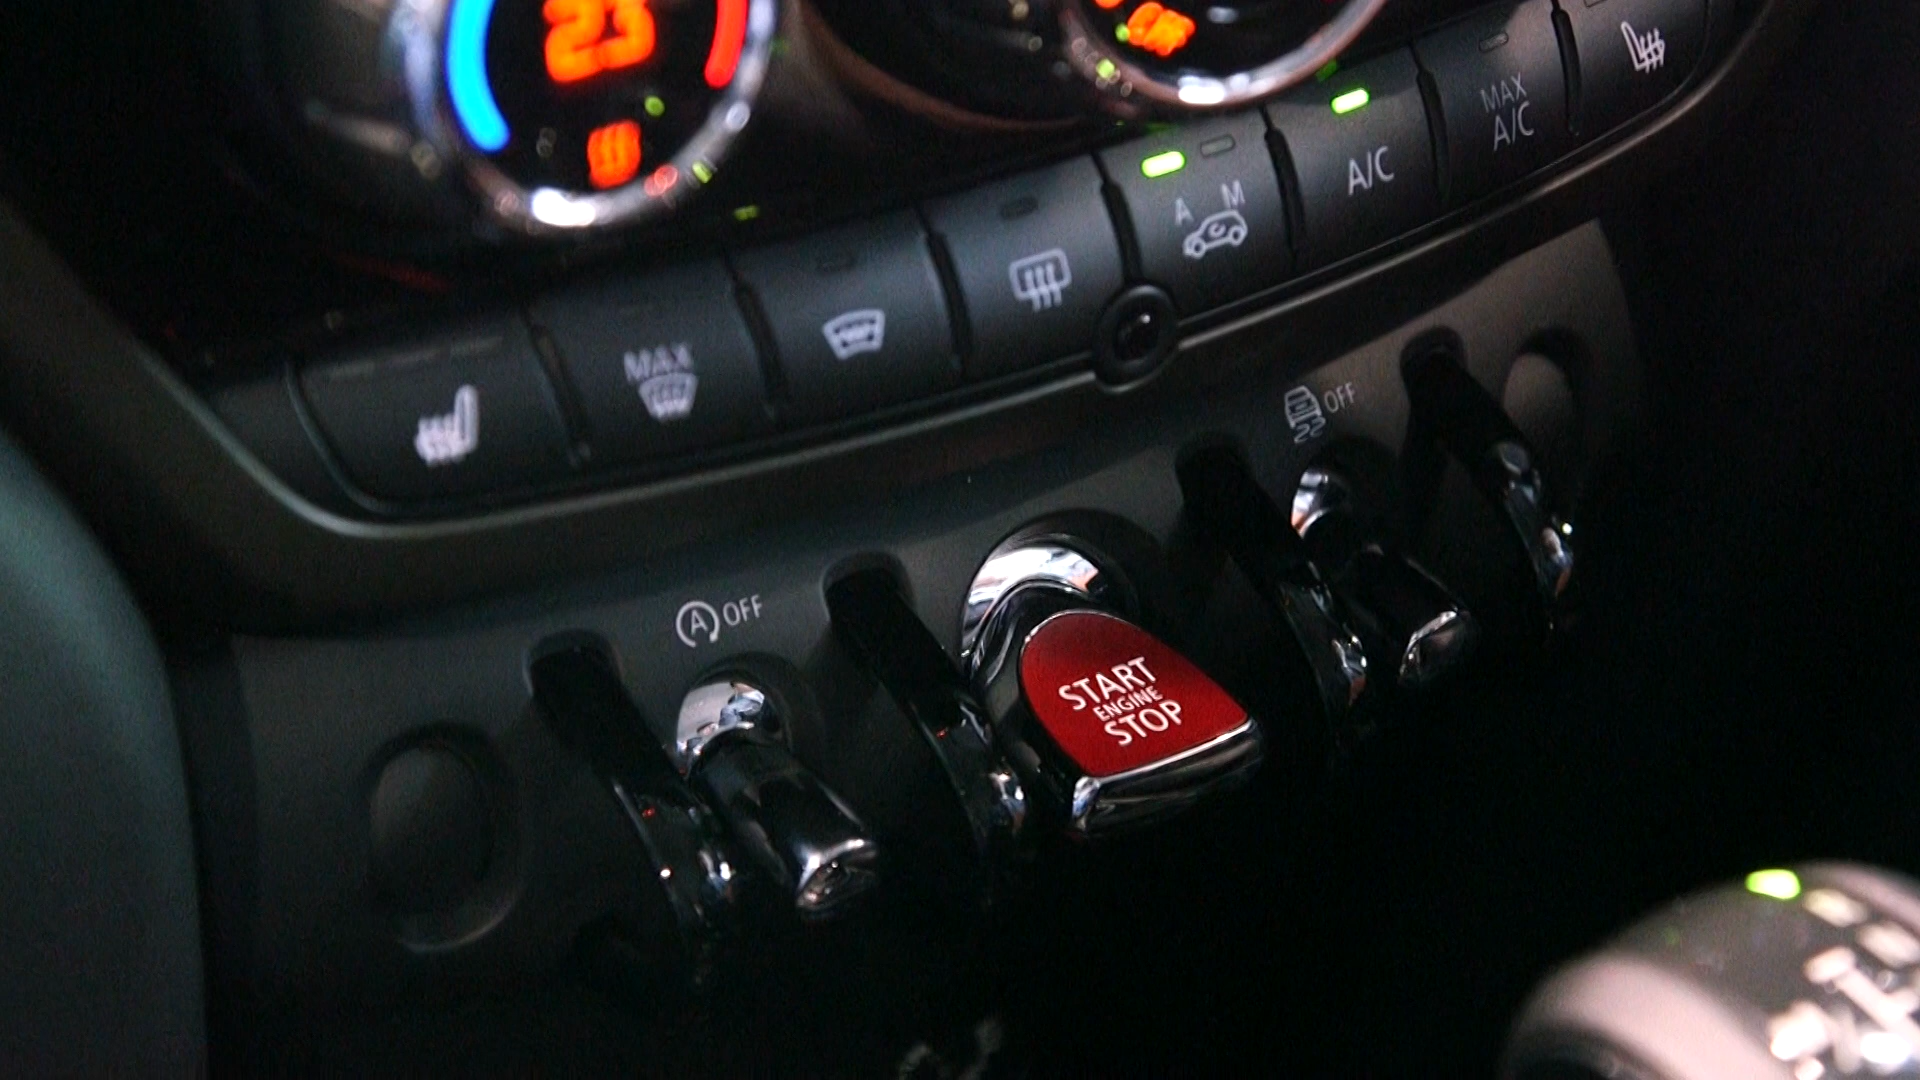 23
A M
A/C
MAX
A/C
MAX
OFF
A OFF
START
ENGINE
STOP